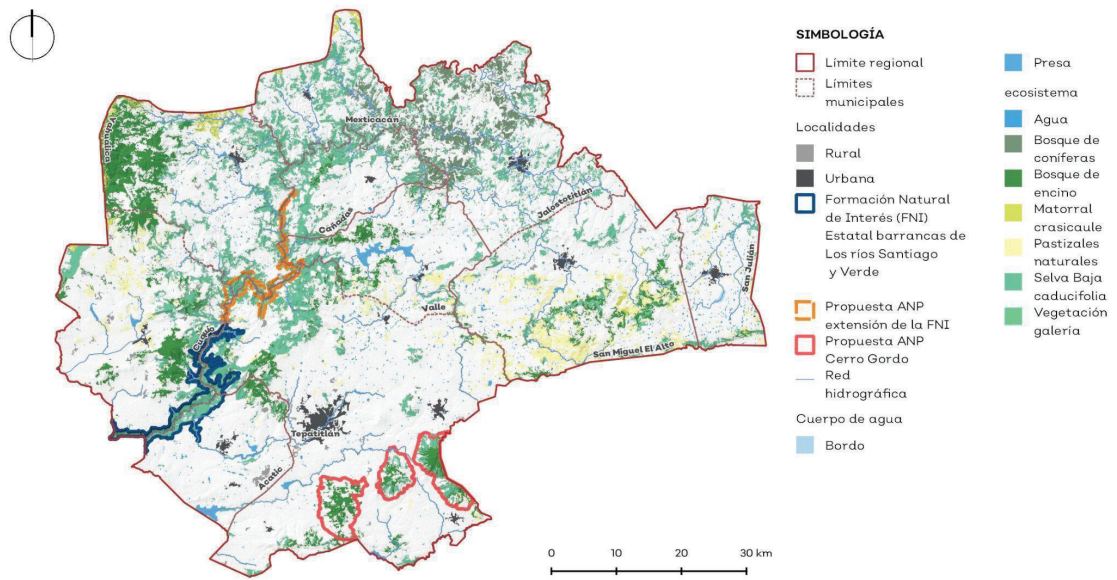 SIMBOLOGÍA
Límite regional
Límites
municipales
Localidades
Rural
Urbana
Formación Natural
de Interés (FNI)
Estatal barrancas de
Los ríos Santiago
y Verde
Propuesta ANP
extensión de la FNI
Propuesta ANP
Cerro Gordo
Red
hidrográfica
Cuerpo de agua
Bordo
Presa
ecosistema
Agua
Bosque de
coníferas
Bosque de
encino
Matorral
crasicaule
Pastizales
naturales
Selva Baja
caducifolia
Vegetación
galería
Yahualica
Mexticacán
Cañadas
Jalostotitlán
San Julián
Valle
Cuquío
San Miguel El Alto
Tepatitlán
Acatic
0 10 20 30 km